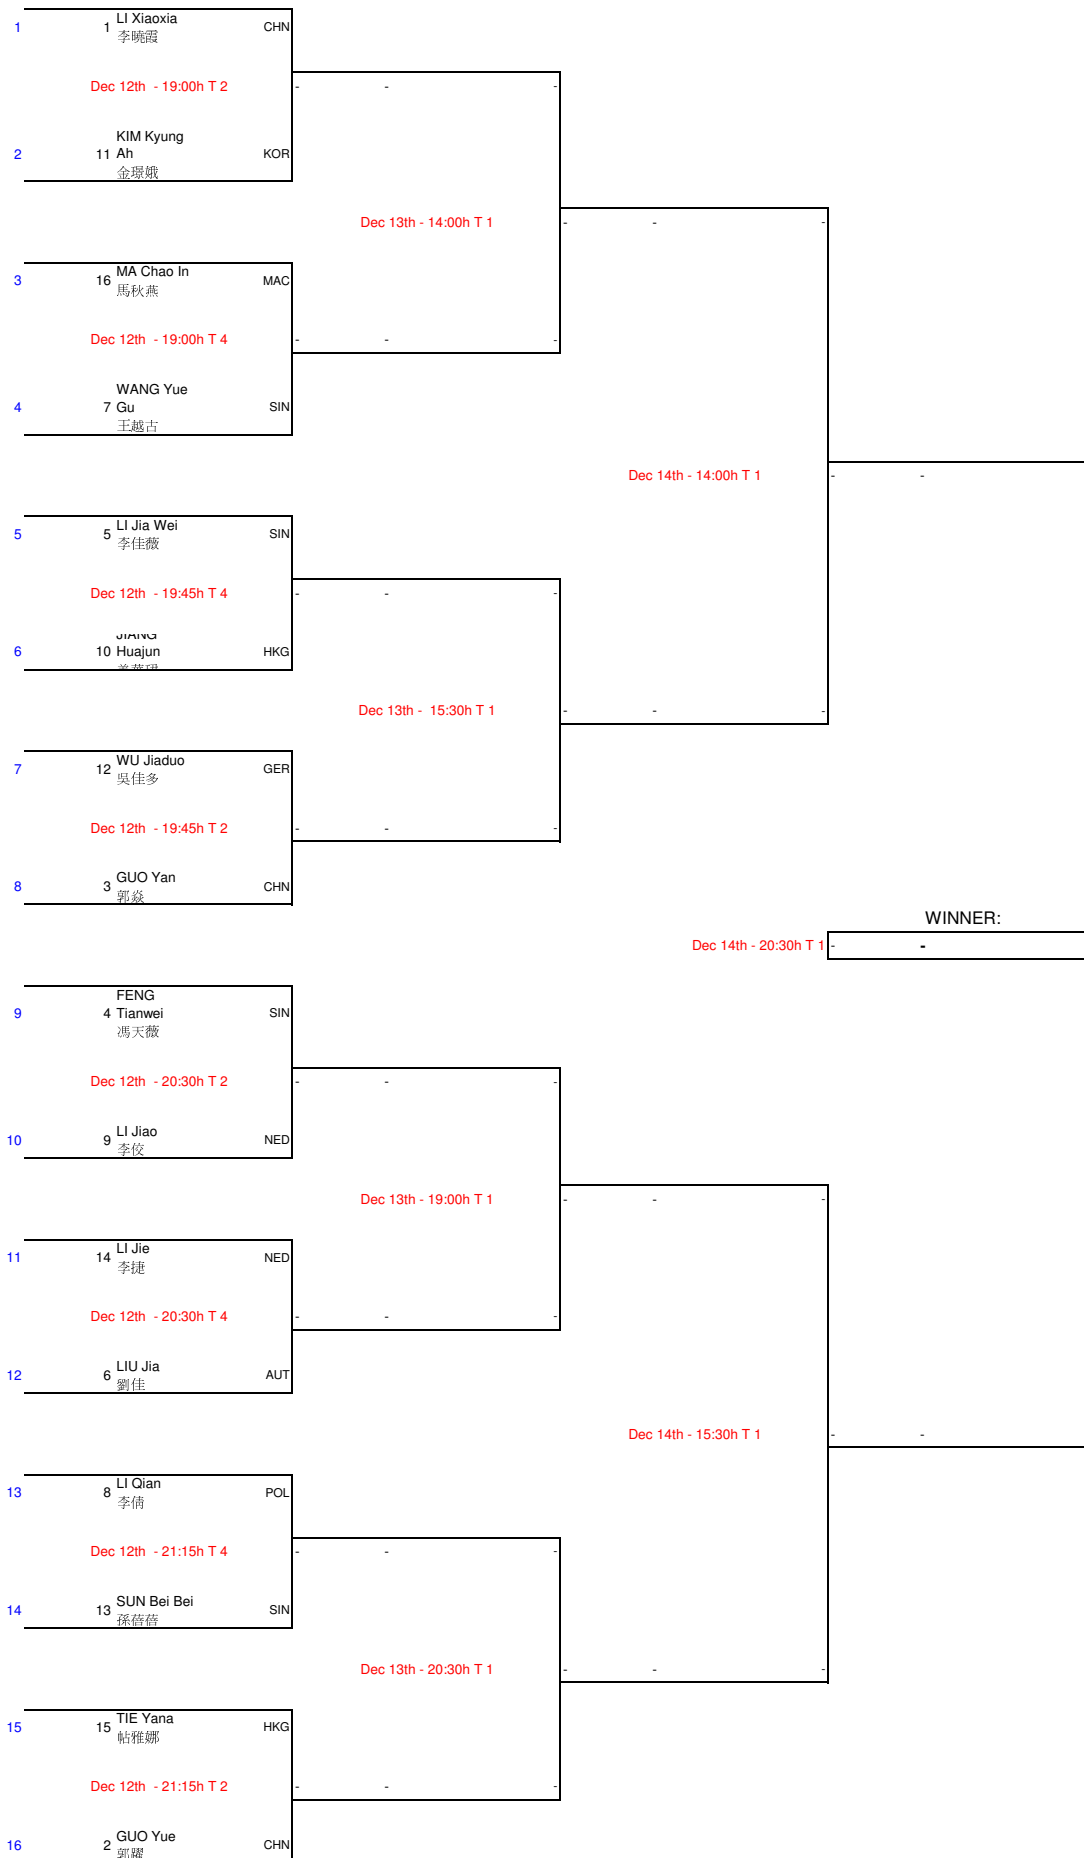 1 1 LI Xiaoxia CHN
李曉霞
Dec 12th - 19:00h T 2 - - -
KIM Kyung
2 11 Ah KOR
金璟娥
Dec 13th - 14:00h T 1 - - -
3 16 MA Chao In MAC
馬秋燕
Dec 12th - 19:00h T 4 - - -
WANG Yue
4 7 Gu SIN
王越古
Dec 14th - 14:00h T 1 - -
5 5 LI Jia Wei SIN
李佳薇
Dec 12th - 19:45h T 4 - - -
JIANG
6 10 Huajun HKG
姜華珺
Dec 13th - 15:30h T 1 - - -
7 12 WU Jiaduo GER
吳佳多
Dec 12th - 19:45h T 2 - - -
8 3 GUO Yan CHN
郭焱
WINNER:
Dec 14th - 20:30h T 1 - -
FENG
9 4 Tianwei SIN
馮天薇
Dec 12th - 20:30h T 2 - - -
10 9 LI Jiao NED
李佼
Dec 13th - 19:00h T 1 - - -
11 14 LI Jie NED
李捷
Dec 12th - 20:30h T 4 - - -
12 6 LIU Jia AUT
劉佳
Dec 14th - 15:30h T 1 - -
13 8 LI Qian POL
李倩
Dec 12th - 21:15h T 4 - - -
14 13 SUN Bei Bei SIN
孫蓓蓓
Dec 13th - 20:30h T 1 - - -
15 15 TIE Yana HKG
帖雅娜
Dec 12th - 21:15h T 2 - - -
16 2 GUO Yue CHN
郭躍